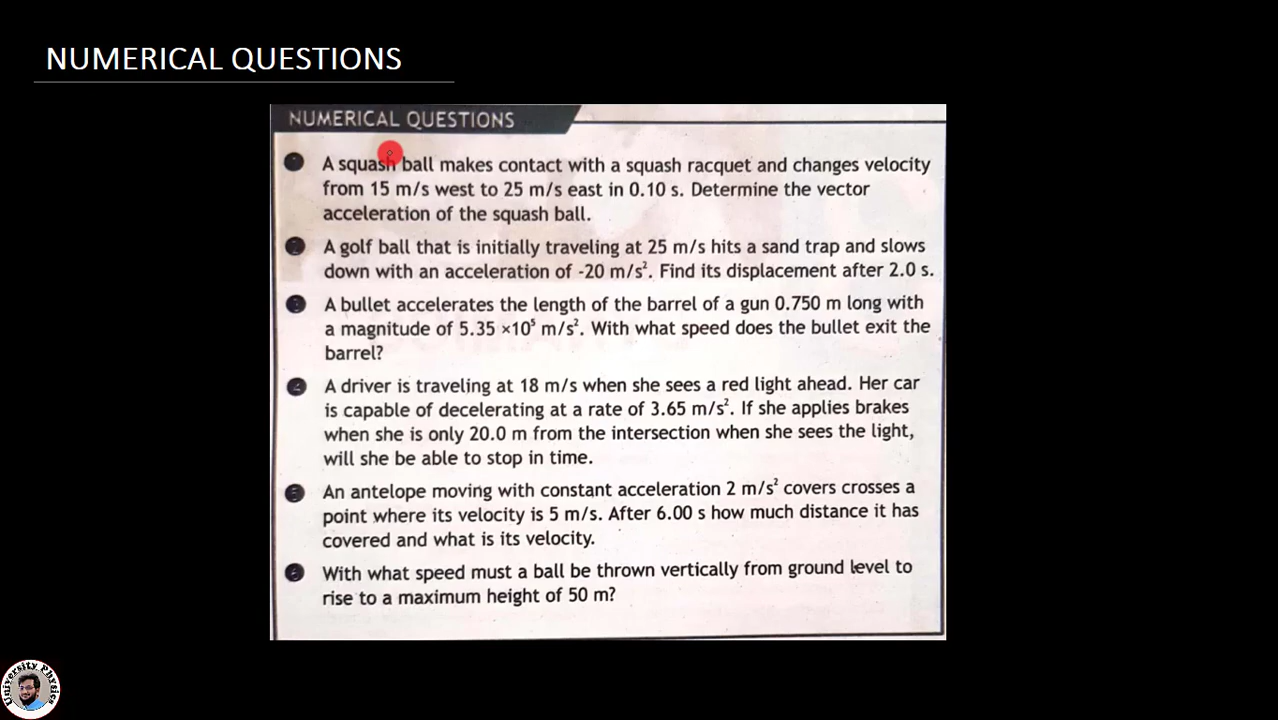 NUMERICAL QUESTIONS
NUMERICAL QUESTIONS
1 A squash ball makes contact with a squash racquet and changes velocity
from 15 m/s west to 25 m/s east in 0.10 s. Determine the vector
acceleration of the squash ball.
2 A golf ball that is initially traveling at 25 m/s hits a sand trap and slows
down with an acceleration of -20 m/s². Find its displacement after 2.0 s.
3 A bullet accelerates the length of the barrel of a gun 0.750 m long with
a magnitude of 5.35 ×10⁵ m/s². With what speed does the bullet exit the
barrel?
4 A driver is traveling at 18 m/s when she sees a red light ahead. Her car
is capable of decelerating at a rate of 3.65 m/s². If she applies brakes
when she is only 20.0 m from the intersection when she sees the light,
will she be able to stop in time.
5 An antelope moving with constant acceleration 2 m/s² covers crosses a
point where its velocity is 5 m/s. After 6.00 s how much distance it has
covered and what is its velocity.
6 With what speed must a ball be thrown vertically from ground level to
rise to a maximum height of 50 m?
University Physics